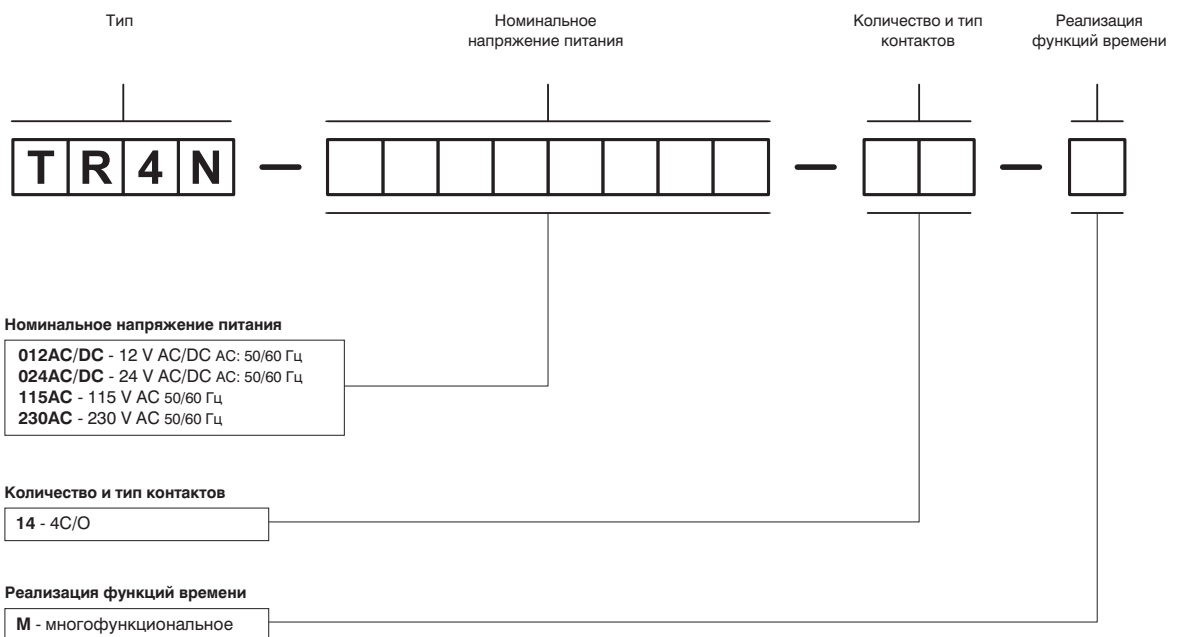 Тип
Номинальное
напряжение питания
Количество и тип
контактов
Реализация
функций времени
TR4N – –  –
Номинальное напряжение питания
012AC/DC - 12 V AC/DC AC: 50/60 Гц
024AC/DC - 24 V AC/DC AC: 50/60 Гц
115AC - 115 V AC 50/60 Гц
230AC - 230 V AC 50/60 Гц
Количество и тип контактов
14 - 4C/O
Реализация функций времени
M - многофункциональное